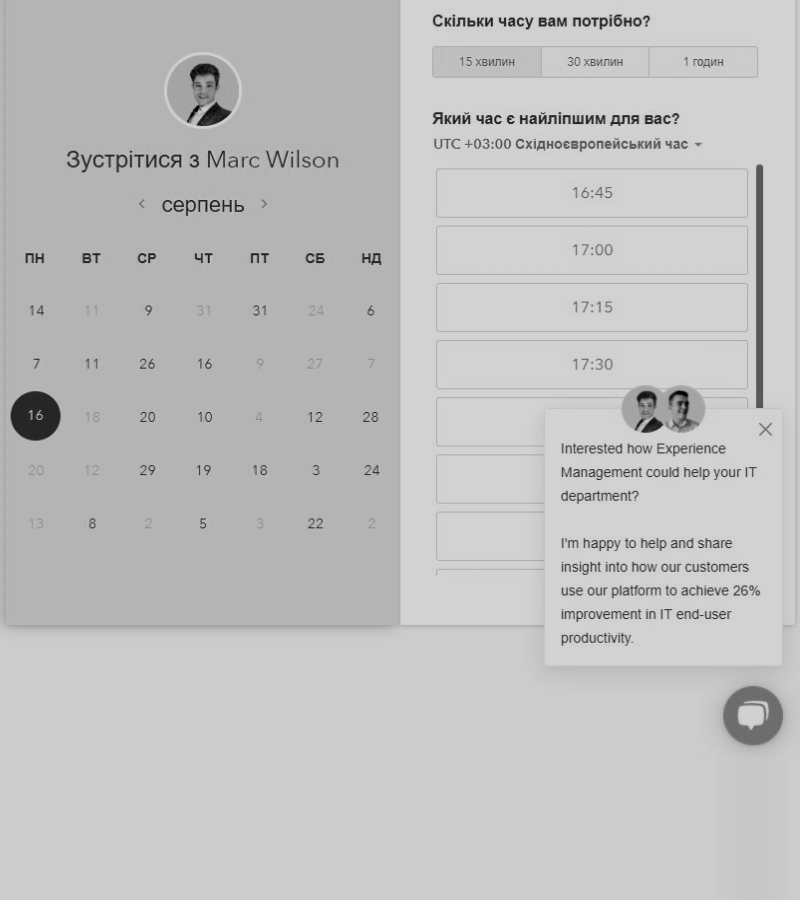 Зустрітися з Marc Wilson
серпень
ПН ВТ СР ЧТ ПТ СБ НД
14 11 9 31 31 24 6
7 11 26 16 9 27 7
16 18 20 10 4 12 28
20 12 29 19 18 3 24
13 8 2 5 3 22 2
Скільки часу вам потрібно?
15 хвилин 30 хвилин 1 годин
Який час є найліпшим для вас?
UTC +03:00 Східноєвропейський час
16:45
17:00
17:15
17:30
Interested how Experience
Management could help your IT
department?
I'm happy to help and share
insight into how our customers
use our platform to achieve 26%
improvement in IT end-user
productivity.